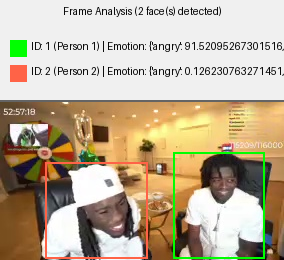 Frame Analysis (2 face(s) detected)
ID: 1 (Person 1) | Emotion: {'angry': 91.52095267301516,
ID: 2 (Person 2) | Emotion: {'angry': 0.126230763271451,
52:57:18